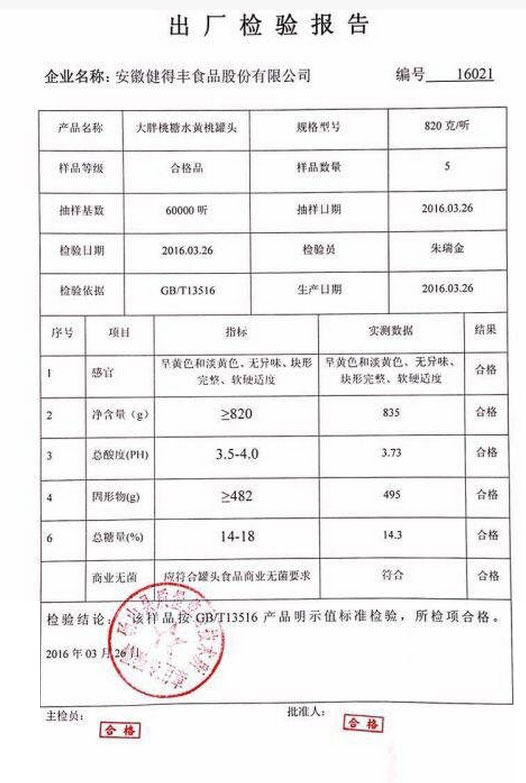 出厂检验报告
企业名称：安徽健得丰食品股份有限公司 编号 16021
产品名称 大胖桃糖水黄桃罐头 规格型号 820 克/听
样品等级 合格品 样品数量 5
抽样基数 60000 听 抽样日期 2016.03.26
检验日期 2016.03.26 检验员 朱瑞金
检验依据 GB/T13516 生产日期 2016.03.26
序号 项目 指标 实测数据 结果
1 感官 早黄色和淡黄色、无异味、块形 早黄色和淡黄色、无异味、 合格
完整、软硬适度 块形完整、软硬适度
2 净含量（g） ≥820 835 合格
3 总酸度(PH) 3.5-4.0 3.73 合格
4 固形物(g) ≥482 495 合格
6 总糖量(%) 14-18 14.3 合格
商业无菌 应符合罐头食品商业无菌要求 符合 合格
检验结论： 该样品按 GB/T13516 产品明示值标准检验，所检项合格。
2016 年 03 月 26 日
主检员： 合格 批准人： 合格